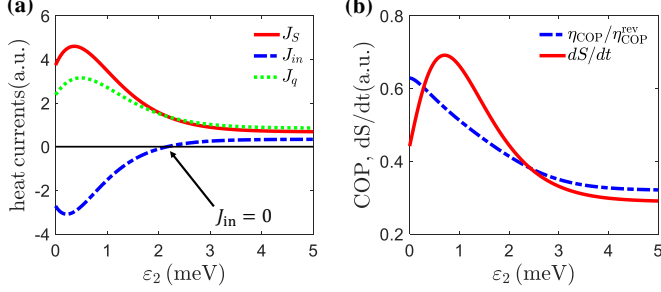 (a)
heat currents(a.u.)
6
4
2
0
-2
-4
J_S
J_in
J_q
J_in = 0
0 1 2 3 4 5
ε_2 (meV)
(b)
COP, dS/dt(a.u.)
0.8
0.6
0.4
0.2
η_COP/η_COP^rev
dS/dt
0 1 2 3 4 5
ε_2 (meV)